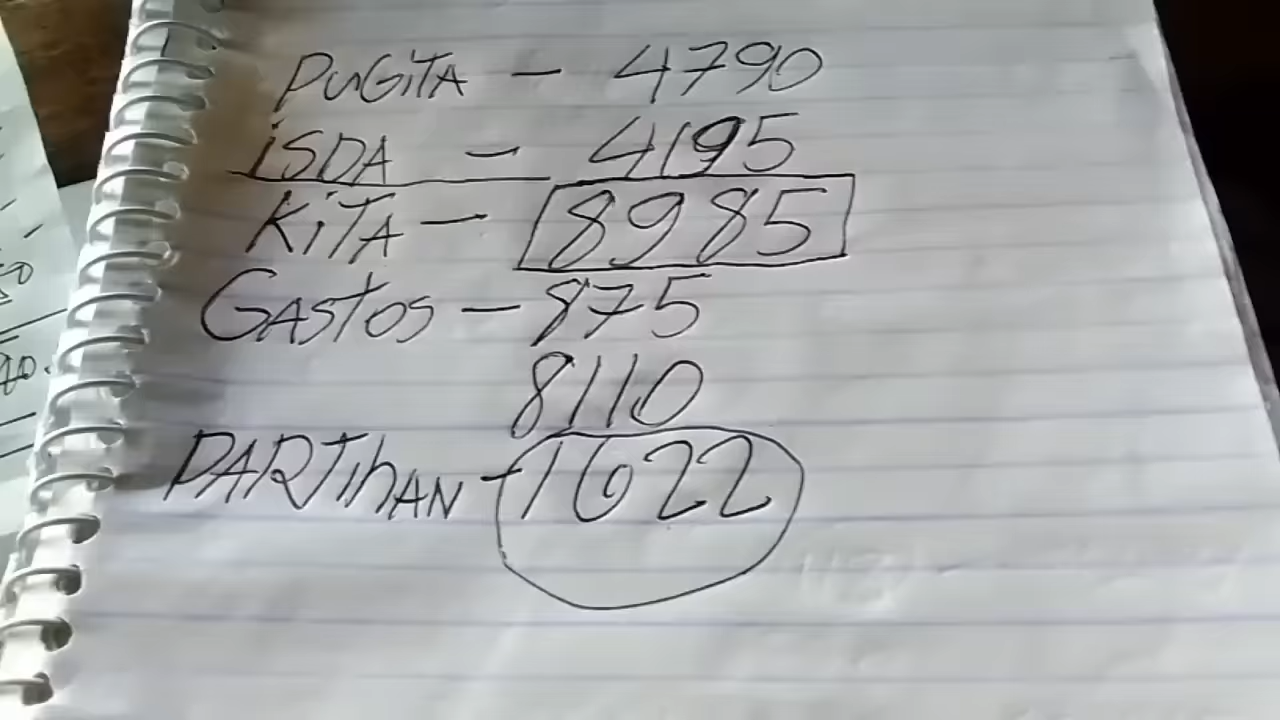 PUGITA - 4790
ISDA - 4195
KITA - 8985
GASTOS - 875
8110
PARTIHAN - 1622